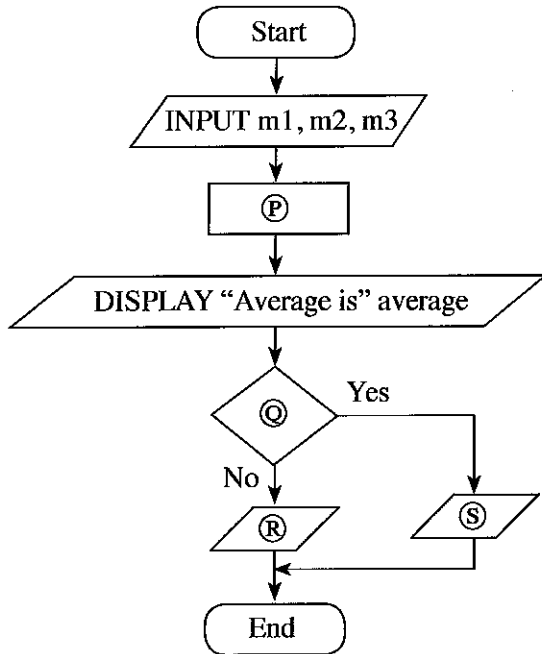 Start
INPUT m1, m2, m3
Ⓟ
DISPLAY “Average is” average
Ⓠ
Yes
No
Ⓡ
Ⓢ
End